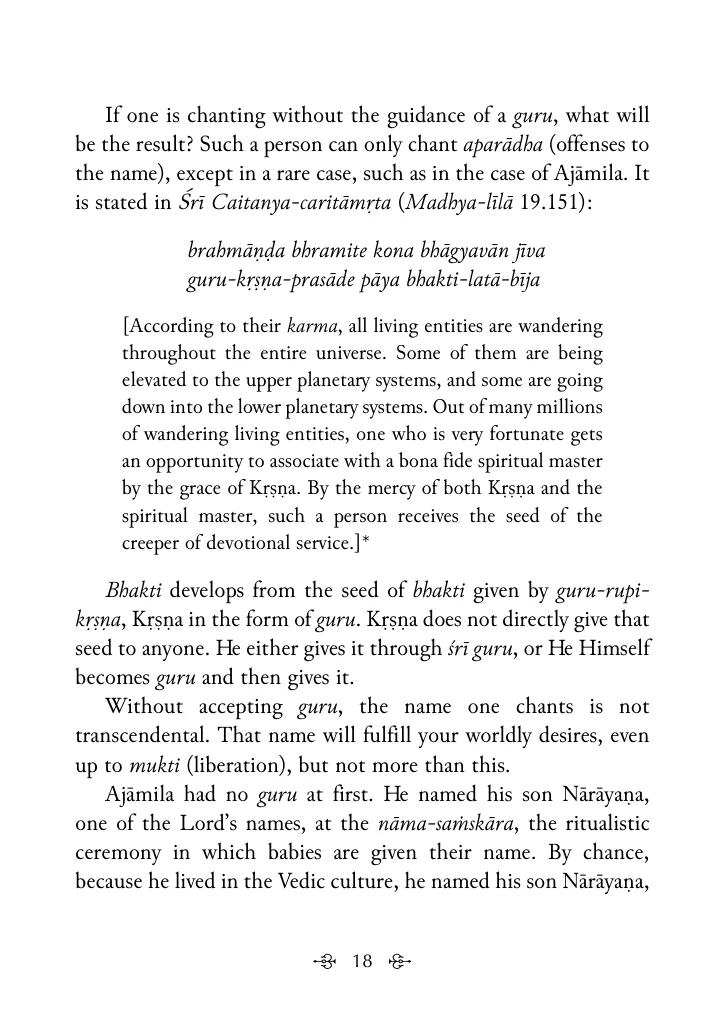 If one is chanting without the guidance of a guru, what will
be the result? Such a person can only chant aparādha (offenses to
the name), except in a rare case, such as in the case of Ajāmila. It
is stated in Śrī Caitanya-caritāmṛta (Madhya-līlā 19.151):
brahmāṇḍa bhramite kona bhāgyavān jīva
guru-kṛṣṇa-prasāde pāya bhakti-latā-bīja
[According to their karma, all living entities are wandering
throughout the entire universe. Some of them are being
elevated to the upper planetary systems, and some are going
down into the lower planetary systems. Out of many millions
of wandering living entities, one who is very fortunate gets
an opportunity to associate with a bona fide spiritual master
by the grace of Kṛṣṇa. By the mercy of both Kṛṣṇa and the
spiritual master, such a person receives the seed of the
creeper of devotional service.]*
Bhakti develops from the seed of bhakti given by guru-rupi-
kṛṣṇa, Kṛṣṇa in the form of guru. Kṛṣṇa does not directly give that
seed to anyone. He either gives it through śrī guru, or He Himself
becomes guru and then gives it.
Without accepting guru, the name one chants is not
transcendental. That name will fulfill your worldly desires, even
up to mukti (liberation), but not more than this.
Ajāmila had no guru at first. He named his son Nārāyaṇa,
one of the Lord's names, at the nāma-saṁskāra, the ritualistic
ceremony in which babies are given their name. By chance,
because he lived in the Vedic culture, he named his son Nārāyaṇa,
18